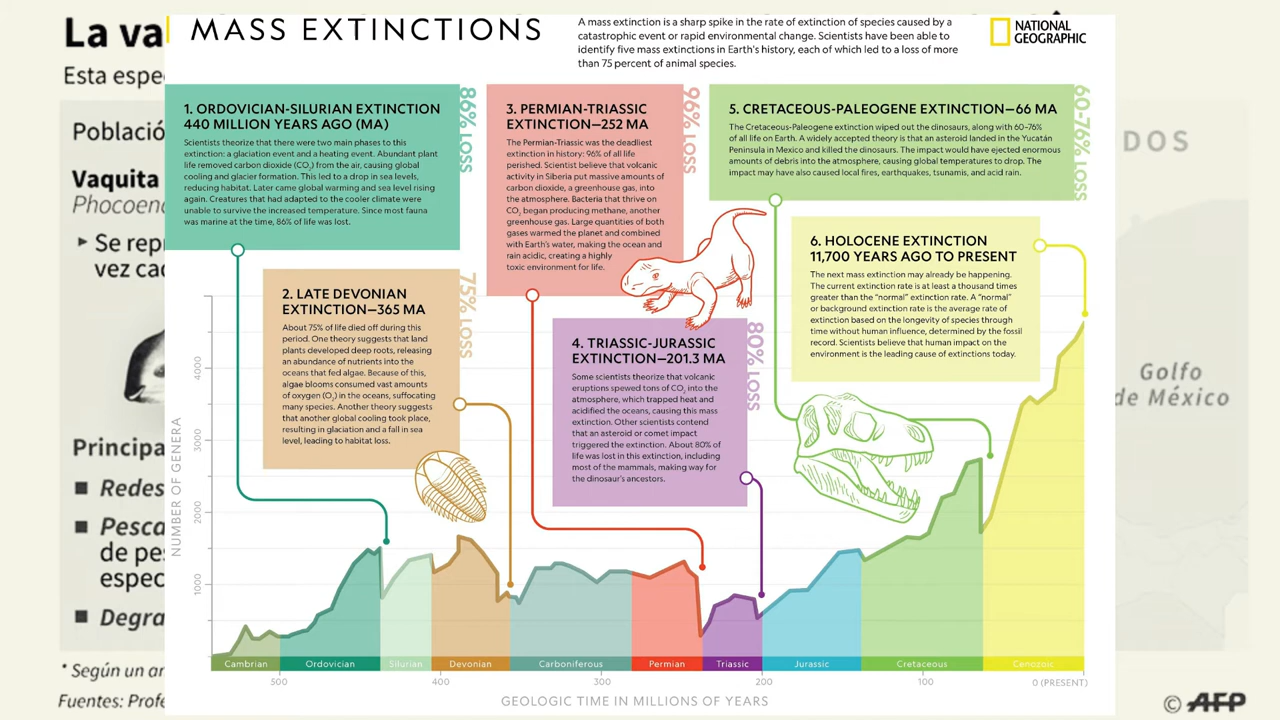 La va
Esta espe
Població
Vaquita
Phocoen
Se repr
vez cad
Principa
Redes
Pesca
de pes
espec
Degra
* Según un an
Fuentes: Profe
DOS
Golfo
de México
© AFP
MASS EXTINCTIONS
A mass extinction is a sharp spike in the rate of extinction of species caused by a
catastrophic event or rapid environmental change. Scientists have been able to
identify five mass extinctions in Earth's history, each of which led to a loss of more
than 75 percent of animal species.
NATIONAL
GEOGRAPHIC
1. ORDOVICIAN-SILURIAN EXTINCTION
440 MILLION YEARS AGO (MA)
Scientists theorize that there were two main phases to this
extinction: a glaciation event and a heating event. Abundant plant
life removed carbon dioxide (CO₂) from the air, causing global
cooling and glacier formation. This led to a drop in sea levels,
reducing habitat. Later came global warming and sea level rising
again. Creatures that had adapted to the cooler climate were
unable to survive the increased temperature. Since most fauna
was marine at the time, 86% of life was lost.
86% LOSS
2. LATE DEVONIAN
EXTINCTION—365 MA
About 75% of life died off during this
period. One theory suggests that land
plants developed deep roots, releasing
an abundance of nutrients into the
oceans that fed algae. Because of this,
algae blooms consumed vast amounts
of oxygen (O₂) in the oceans, suffocating
many species. Another theory suggests
that another global cooling took place,
resulting in glaciation and a fall in sea
level, leading to habitat loss.
75% LOSS
3. PERMIAN-TRIASSIC
EXTINCTION—252 MA
The Permian-Triassic was the deadliest
extinction in history: 96% of all life
perished. Scientist believe that volcanic
activity in Siberia put massive amounts of
carbon dioxide, a greenhouse gas, into
the atmosphere. Bacteria that thrive on
CO₂ began producing methane, another
greenhouse gas. Large quantities of both
gases warmed the planet and combined
with Earth's water, making the ocean and
rain acidic, creating a highly
toxic environment for life.
96% LOSS
4. TRIASSIC-JURASSIC
EXTINCTION—201.3 MA
Some scientists theorize that volcanic
eruptions spewed tons of CO₂ into the
atmosphere, which trapped heat and
acidified the oceans, causing this mass
extinction. Other scientists contend
that an asteroid or comet impact
triggered the extinction. About 80% of
life was lost in this extinction, including
most of the mammals, making way for
the dinosaur's ancestors.
80% LOSS
5. CRETACEOUS-PALEOGENE EXTINCTION—66 MA
The Cretaceous-Paleogene extinction wiped out the dinosaurs, along with 60-76%
of all life on Earth. A widely accepted theory is that an asteroid landed in the Yucatán
Peninsula in Mexico and killed the dinosaurs. The impact would have ejected enormous
amounts of debris into the atmosphere, causing global temperatures to drop. The
impact may have also caused local fires, earthquakes, tsunamis, and acid rain.
60-76% LOSS
6. HOLOCENE EXTINCTION
11,700 YEARS AGO TO PRESENT
The next mass extinction may already be happening.
The current extinction rate is at least a thousand times
greater than the "normal" extinction rate. A "normal"
or background extinction rate is the average rate of
extinction based on the longevity of species through
time without human influence, determined by the fossil
record. Scientists believe that human impact on the
environment is the leading cause of extinctions today.
NUMBER OF GENERA
4000
3000
2000
1000
Cambrian
Ordovician
Silurian
Devonian
Carboniferous
Permian
Triassic
Jurassic
Cretaceous
Cenozoic
500
400
300
200
100
0 (PRESENT)
GEOLOGIC TIME IN MILLIONS OF YEARS